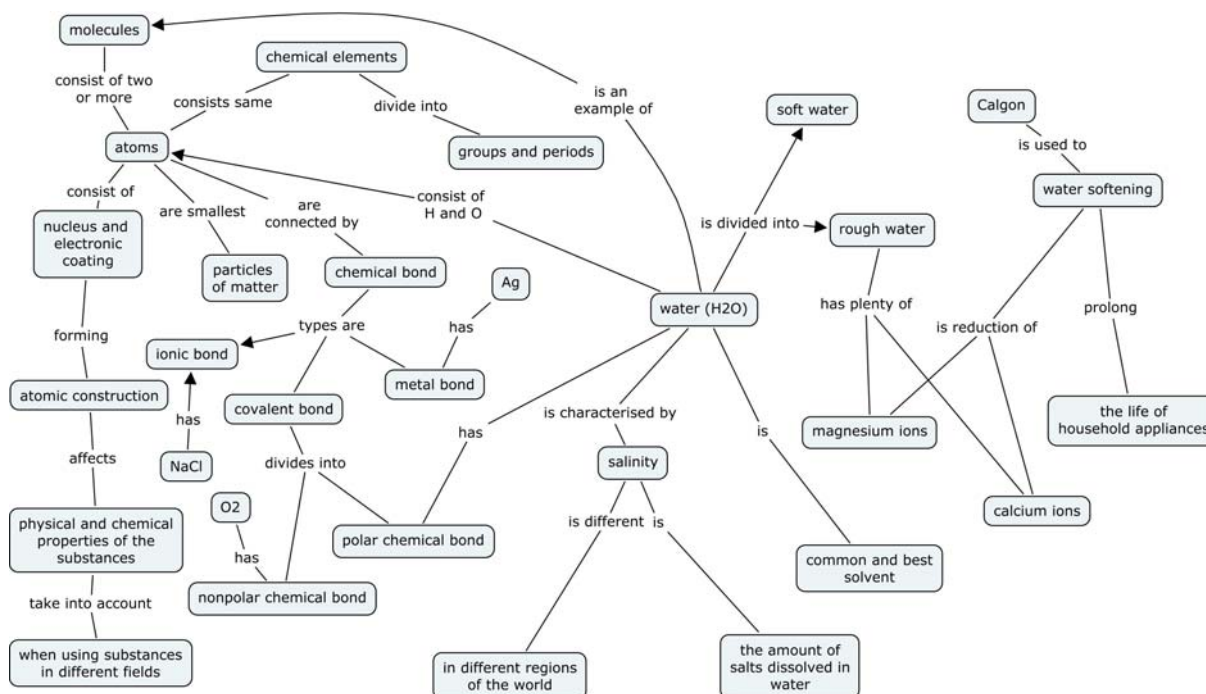 molecules
chemical elements
consist of two
or more
consists same
divide into
is an
example of
soft water
Calgon
atoms
groups and periods
is used to
consist of
are smallest
are
connected by
consist of
H and O
water softening
nucleus and
electronic
coating
is divided into
rough water
particles
of matter
chemical bond
Ag
water (H2O)
has plenty of
prolong
forming
types are
has
is reduction of
ionic bond
metal bond
atomic construction
covalent bond
is characterised by
the life of
household appliances
has
has
is
magnesium ions
affects
NaCl
divides into
salinity
O2
calcium ions
physical and chemical
properties of the
substances
is different
is
polar chemical bond
has
common and best
solvent
take into account
nonpolar chemical bond
when using substances
in different fields
in different regions
of the world
the amount of
salts dissolved in
water